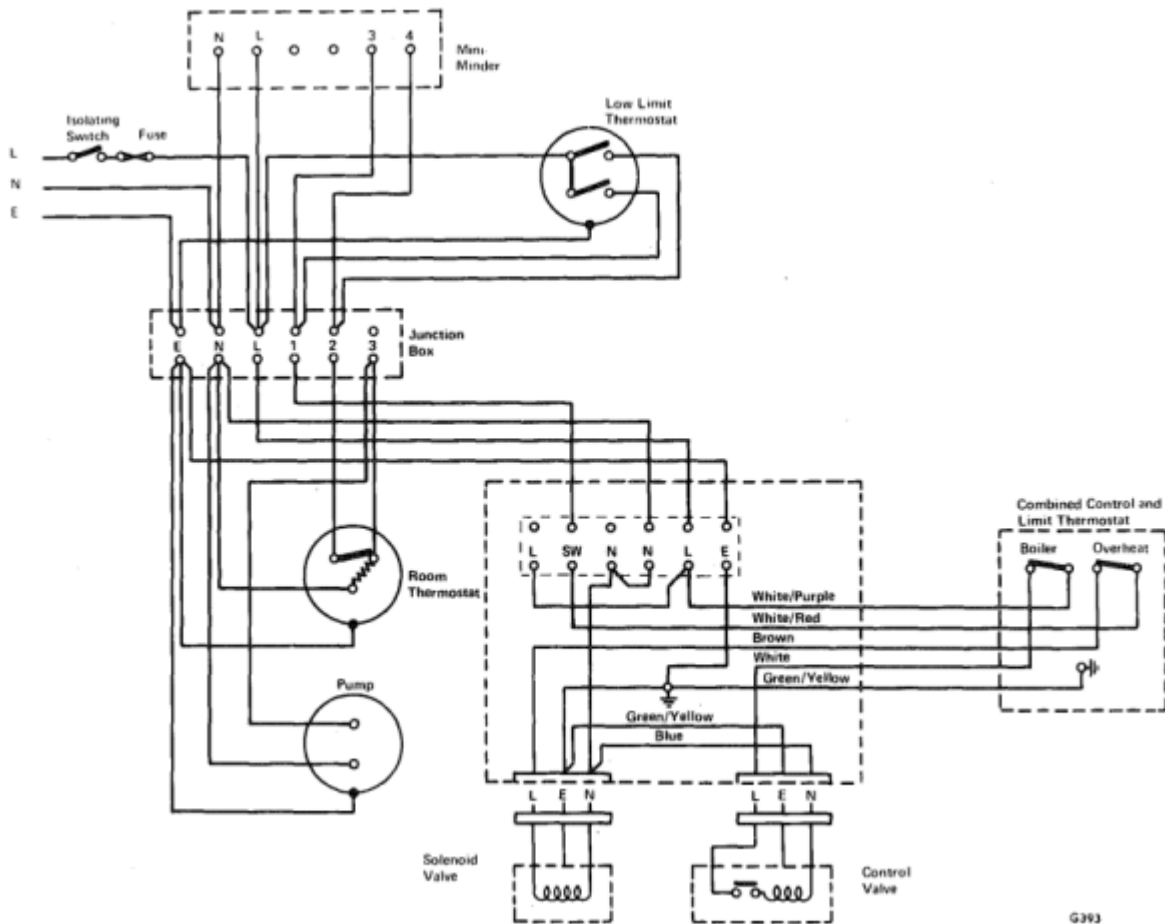 N L 3 4
Mini-
Minder
Isolating
Switch
Fuse
Low Limit
Thermostat
L
N
E
Junction
Box
E N L 1 2 3
Room
Thermostat
Pump
L SW N N L E
Combined Control and
Limit Thermostat
Boiler Overheat
White/Purple
White/Red
Brown
White
Green/Yellow
Green/Yellow
Blue
L E N
L E N
Solenoid
Valve
Control
Valve
G393